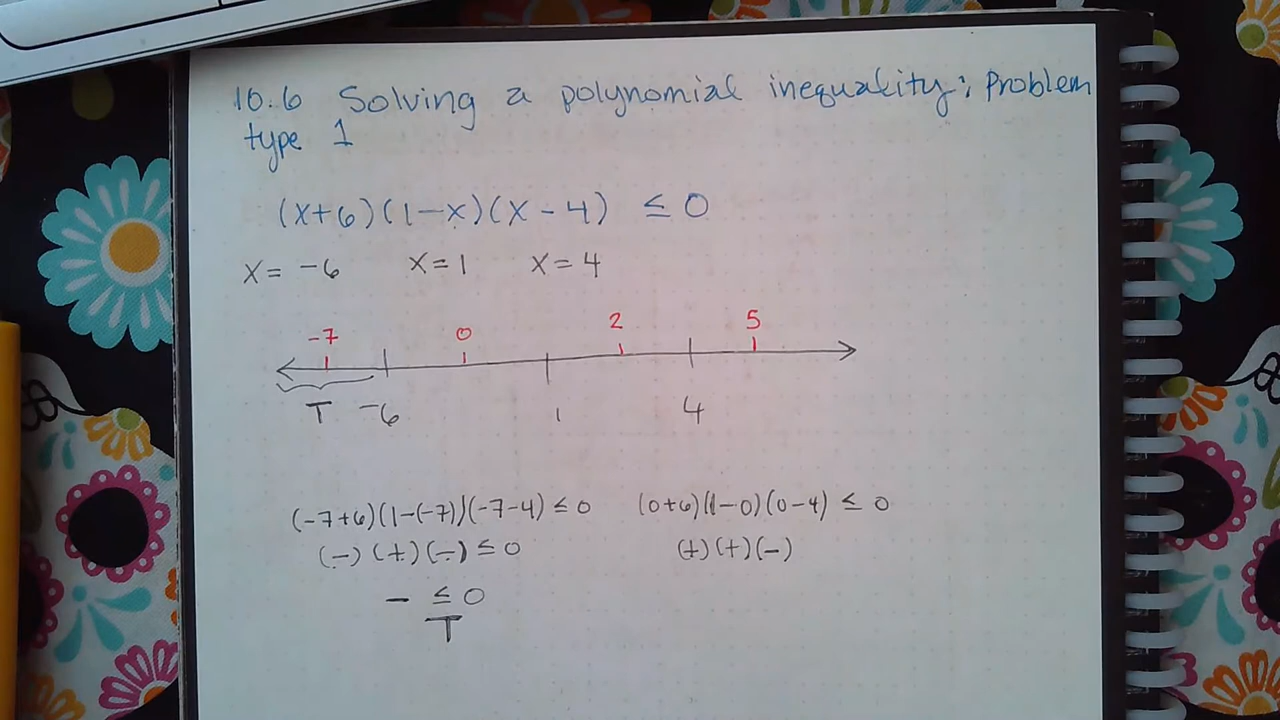 10.6 Solving a polynomial inequality: Problem
type 1
(x+6)(1-x)(x-4) ≤ 0
x = -6 x = 1 x = 4
-7 0 2 5
T -6 1 4
(-7+6)(1-(-7))(-7-4) ≤ 0 (0+6)(1-0)(0-4) ≤ 0
(-)(+)(-) ≤ 0 (+)(+)(-)
- ≤ 0
T